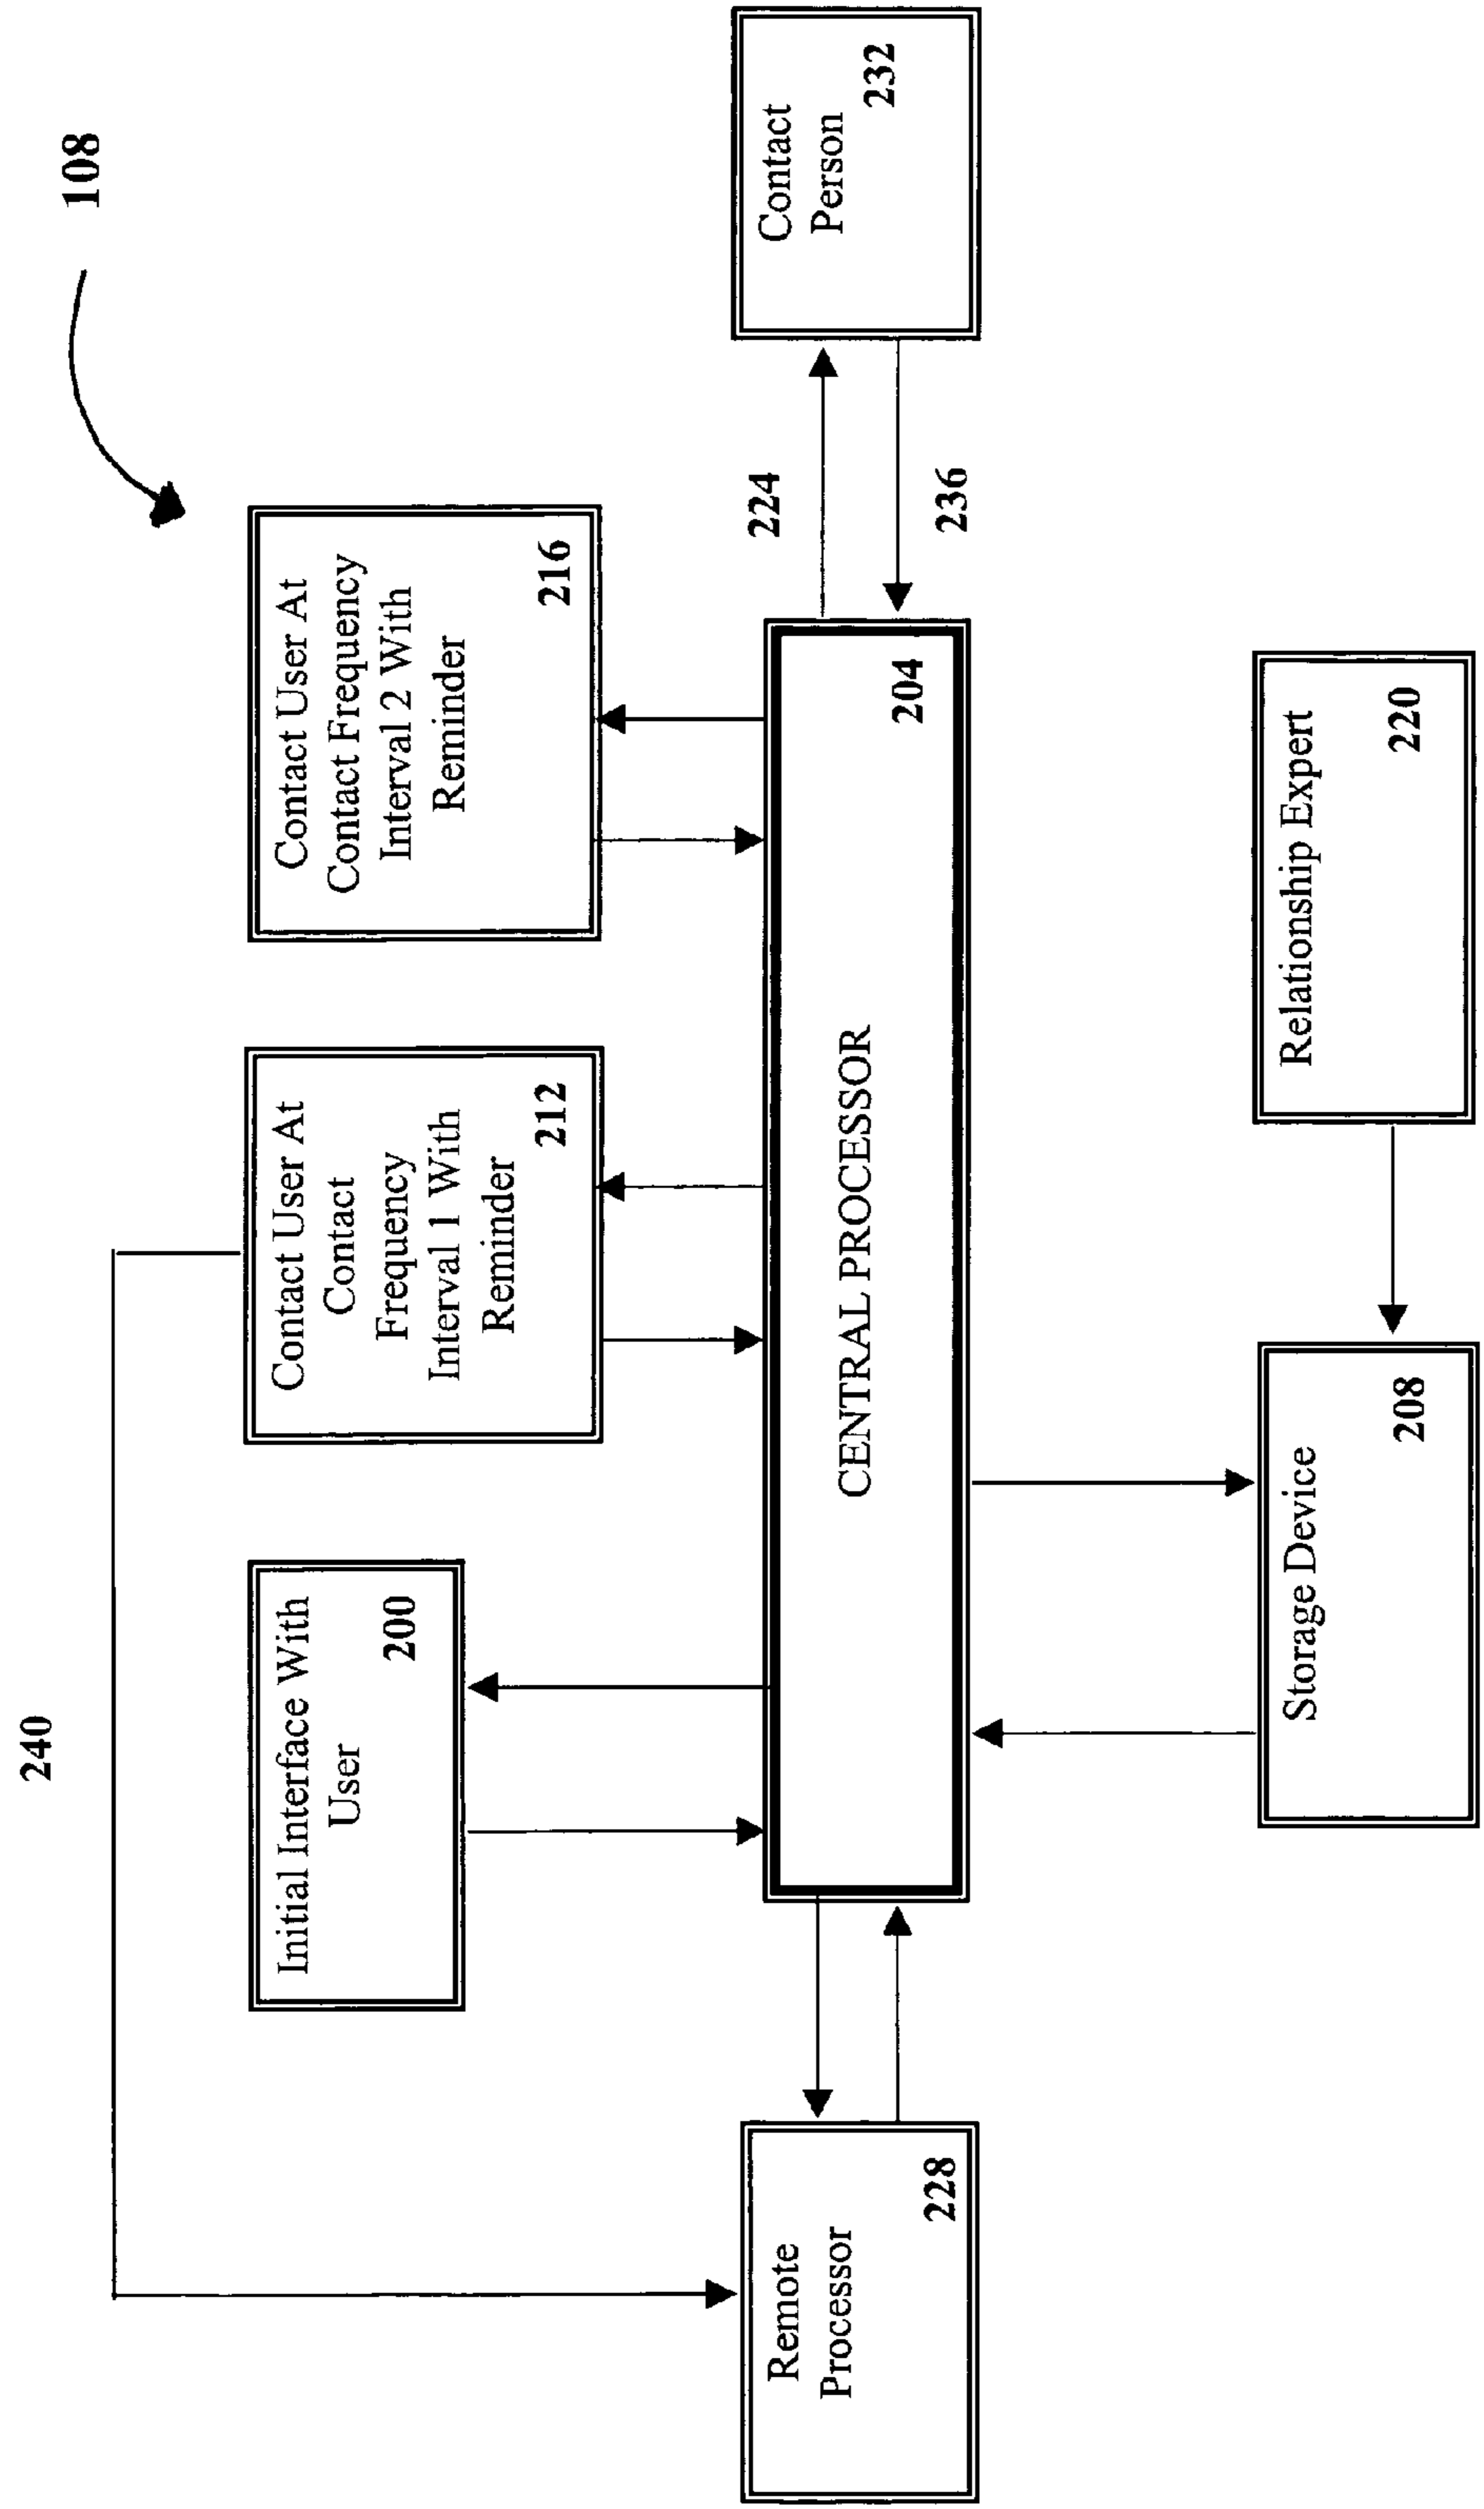 240
108
Initial Interface With
User
200
Contact User At
Contact
Frequency
Interval 1 With
Reminder
212
Contact User At
Contact Frequency
Interval 2 With
Reminder
216
Remote
Processor
228
CENTRAL PROCESSOR
204
224
236
Contact
Person
232
Storage Device
208
Relationship Expert
220